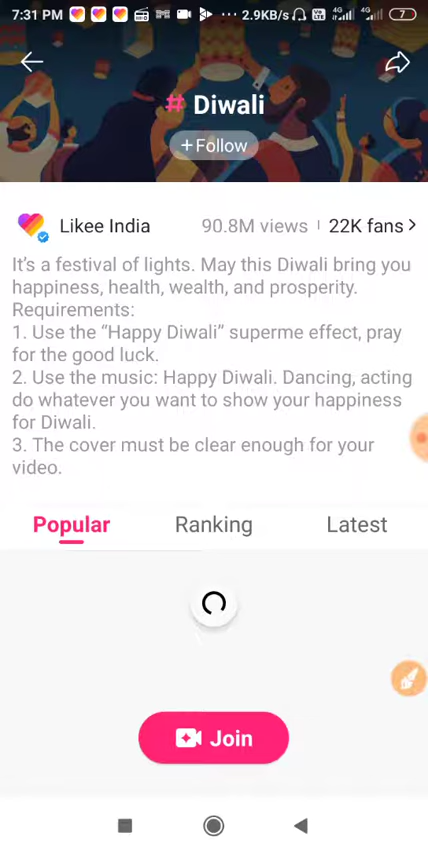 7:31 PM ... 2.9KB/s Vo LTE 4G 4G 7
# Diwali
+Follow
Likee India 90.8M views 22K fans >
It's a festival of lights. May this Diwali bring you
happiness, health, wealth, and prosperity.
Requirements:
1. Use the “Happy Diwali” superme effect, pray
for the good luck.
2. Use the music: Happy Diwali. Dancing, acting
do whatever you want to show your happiness
for Diwali.
3. The cover must be clear enough for your
video.
Popular Ranking Latest
Join